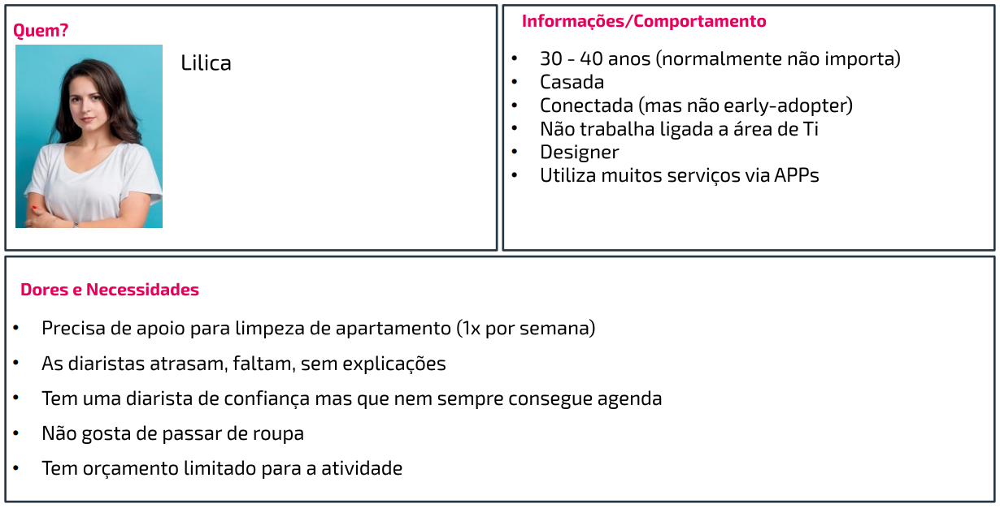 Quem?
Lilica
Informações/Comportamento
• 30 - 40 anos (normalmente não importa)
• Casada
• Conectada (mas não early-adopter)
• Não trabalha ligada a área de Ti
• Designer
• Utiliza muitos serviços via APPs
Dores e Necessidades
• Precisa de apoio para limpeza de apartamento (1x por semana)
• As diaristas atrasam, faltam, sem explicações
• Tem uma diarista de confiança mas que nem sempre consegue agenda
• Não gosta de passar de roupa
• Tem orçamento limitado para a atividade